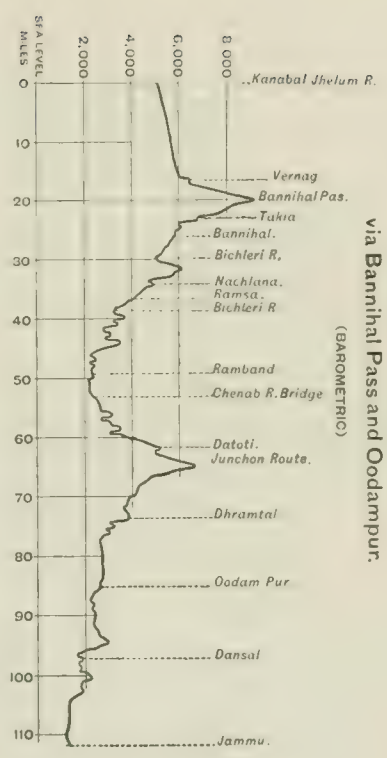 via Bannihal Pass and Oodampur.
(BAROMETRIC)
8.000
6,000
4,000
2,000
SEA LEVEL
MILES
0
10
20
30
40
50
60
70
80
90
100
110
Kanabal Jhelum R.
Vernag
Bannihal Pas.
Tukia
Bannihal.
Bichleri R.
Nachlana.
Ramsa.
Bichleri R
Ramband
Chenab R. Bridge
Datoti.
Junchon Route.
Dhramtal
Oodam Pur
Dansal
Jammu.